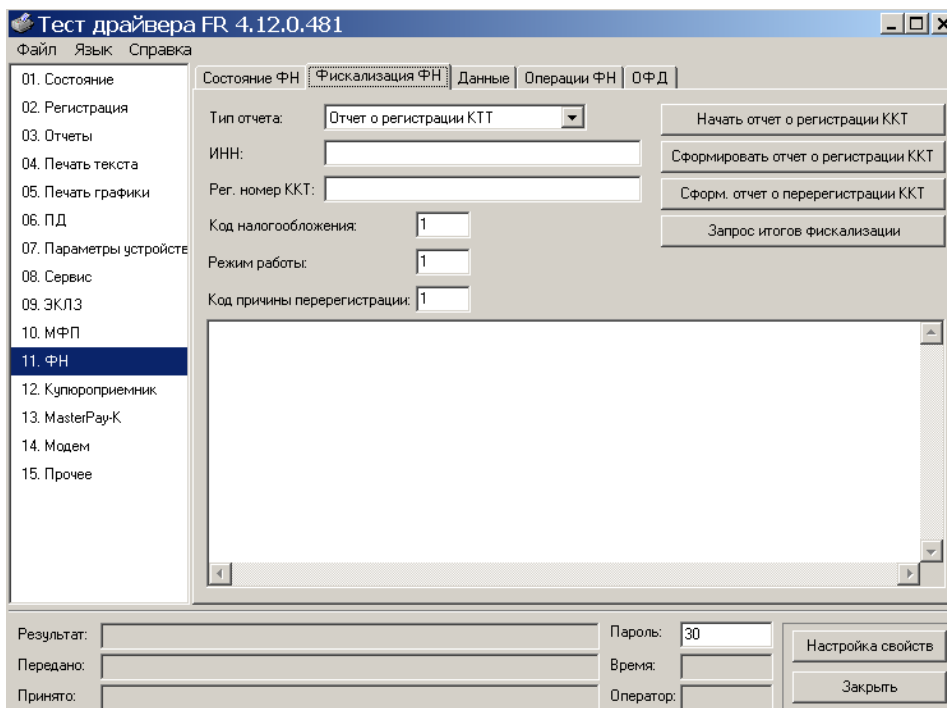 Тест драйвера FR 4.12.0.481
Файл Язык Справка
01. Состояние
02. Регистрация
03. Отчеты
04. Печать текста
05. Печать графики
06. ПД
07. Параметры устройств
08. Сервис
09. ЭКЛЗ
10. МФП
11. ФН
12. Купюроприемник
13. MasterPay-K
14. Модем
15. Прочее
Состояние ФН Фискализация ФН Данные Операции ФН ОФД
Тип отчета: Отчет о регистрации КТТ
ИНН:
Рег. номер ККТ:
Код налогообложения: 1
Режим работы: 1
Код причины перерегистрации: 1
Начать отчет о регистрации ККТ
Сформировать отчет о регистрации ККТ
Сформ. отчет о перерегистрации ККТ
Запрос итогов фискализации
Результат:
Передано:
Принято:
Пароль: 30
Время:
Оператор:
Настройка свойств
Закрыть